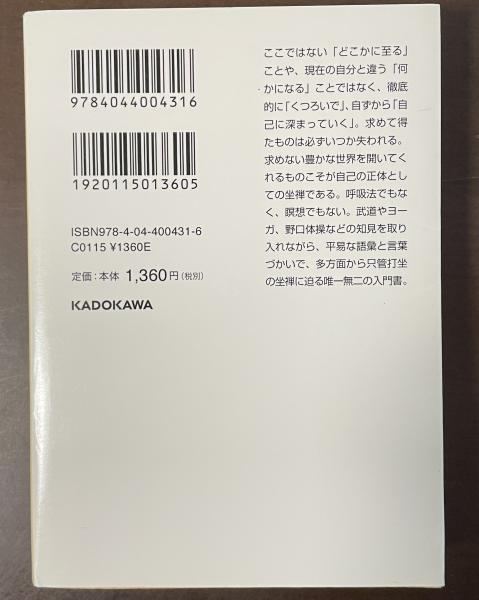 9784044004316
1920115013605
ISBN978-4-04-400431-6
C0115 ¥1360E
定価：本体 1,360円（税別）
KADOKAWA
ここではない「どこかに至る」
ことや、現在の自分と違う「何
かになる」ことではなく、徹底
的に「くつろいで」、自ずから「自
己に深まっていく」。求めて得
たものは必ずいつか失われる。
求めない豊かな世界を開いてく
れるものこそが自己の正体とし
ての坐禅である。呼吸法でもな
く、瞑想でもない。武道やヨー
ガ、野口体操などの知見を取り
入れながら、平易な語彙と言葉
づかいで、多方面から只管打坐
の坐禅に迫る唯一無二の入門書。